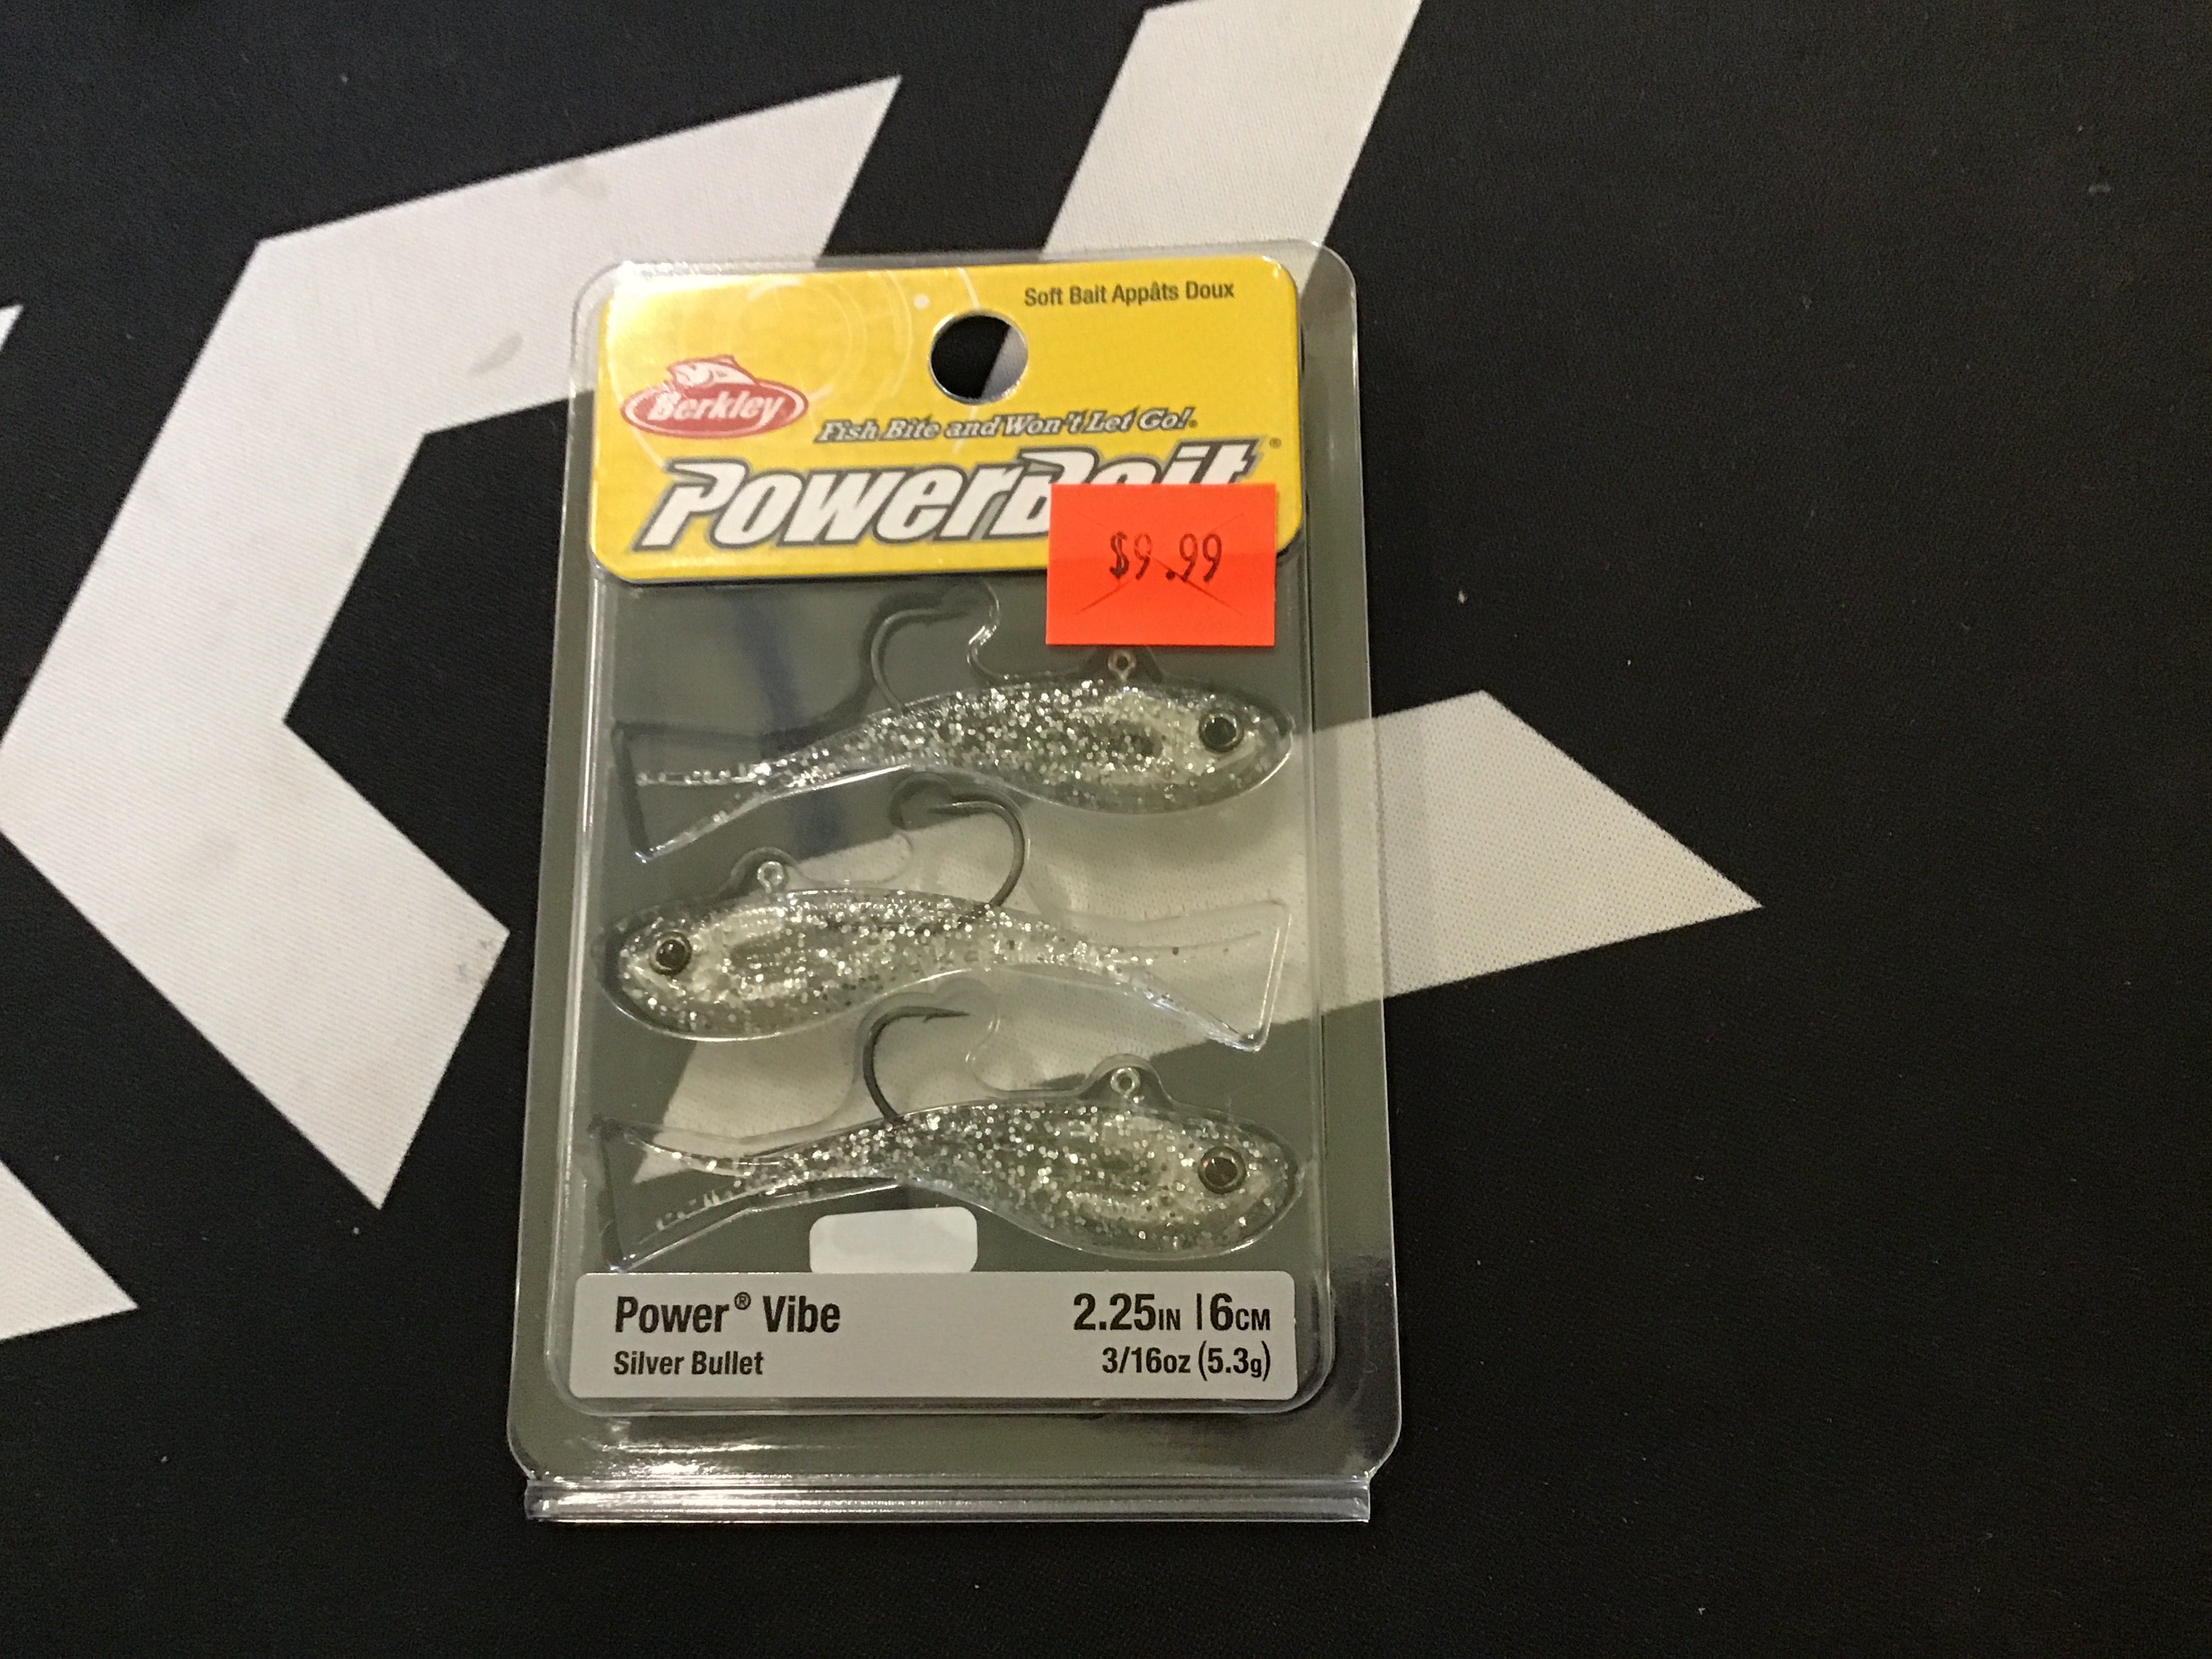 Soft Bait Appâts Doux
Berkley
Fish Bite and Won't Let Go!®
PowerBait®
$9.99
Power® Vibe
2.25IN | 6CM
Silver Bullet
3/16oz (5.3g)